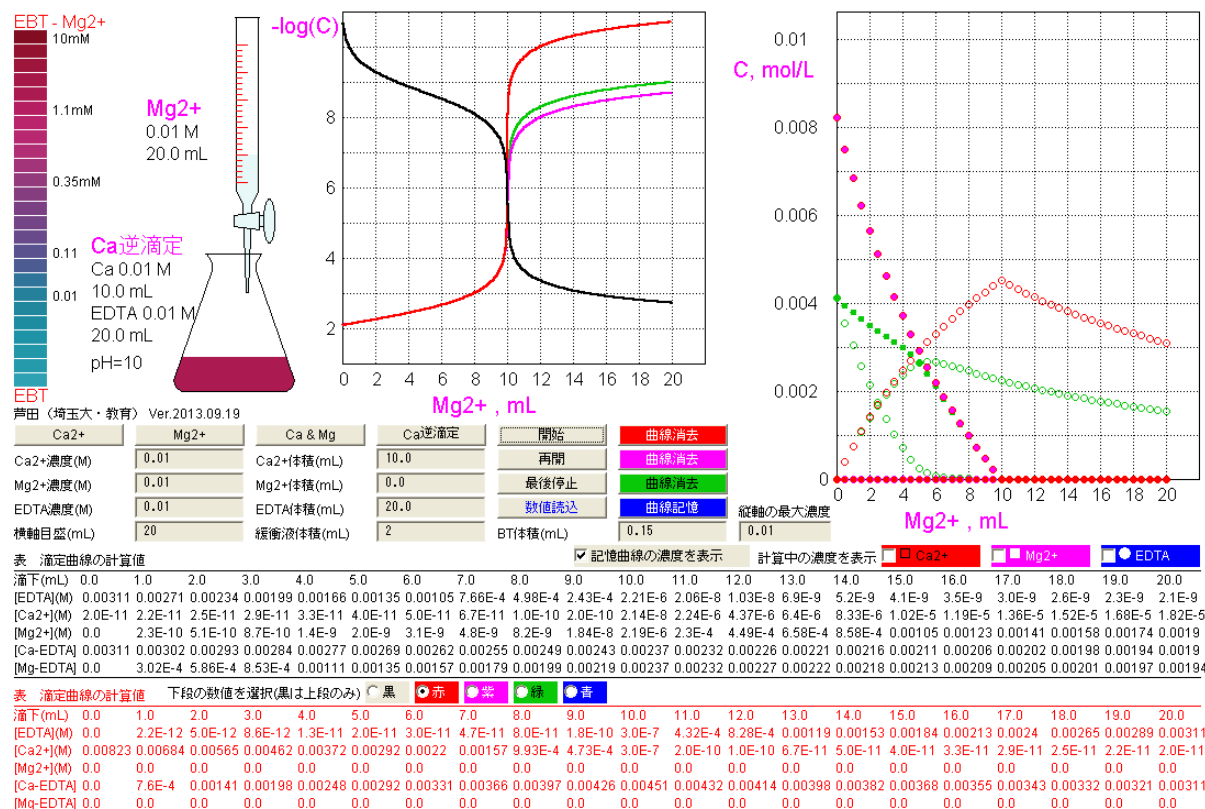 EBT - Mg2+
10mM
1.1mM
0.35mM
0.11
0.01
EBT
Mg2+
0.01 M
20.0 mL
Ca逆滴定
Ca 0.01 M
10.0 mL
EDTA 0.01 M
20.0 mL
pH=10
-log(C)
8
6
4
2
0 2 4 6 8 10 12 14 16 18 20
Mg2+ , mL
C, mol/L
0.01
0.008
0.006
0.004
0.002
0
0 2 4 6 8 10 12 14 16 18 20
Mg2+ , mL
芦田（埼玉大・教育） Ver.2013.09.19
Ca2+ Mg2+ Ca & Mg Ca逆滴定 開始 曲線消去
Ca2+濃度(M) 0.01 Ca2+体積(mL) 10.0 再開 曲線消去
Mg2+濃度(M) 0.01 Mg2+体積(mL) 0.0 最後停止 曲線消去
EDTA濃度(M) 0.01 EDTA体積(mL) 20.0 数値読込 曲線記憶 縦軸の最大濃度
横軸目盛(mL) 20 緩衝液体積(mL) 2 BT体積(mL) 0.15 0.01
表 滴定曲線の計算値 記憶曲線の濃度を表示 計算中の濃度を表示 Ca2+ Mg2+ EDTA
滴下(mL) 0.0 1.0 2.0 3.0 4.0 5.0 6.0 7.0 8.0 9.0 10.0 11.0 12.0 13.0 14.0 15.0 16.0 17.0 18.0 19.0 20.0
[EDTA](M) 0.00311 0.00271 0.00234 0.00199 0.00166 0.00135 0.00105 7.66E-4 4.98E-4 2.43E-4 2.21E-6 2.06E-8 1.03E-8 6.9E-9 5.2E-9 4.1E-9 3.5E-9 3.0E-9 2.6E-9 2.3E-9 2.1E-9
[Ca2+](M) 2.0E-11 2.2E-11 2.5E-11 2.9E-11 3.3E-11 4.0E-11 5.0E-11 6.7E-11 1.0E-10 2.0E-10 2.14E-8 2.24E-6 4.37E-6 6.4E-6 8.33E-6 1.02E-5 1.19E-5 1.36E-5 1.52E-5 1.68E-5 1.82E-5
[Mg2+](M) 0.0 2.3E-10 5.1E-10 8.7E-10 1.4E-9 2.0E-9 3.1E-9 4.8E-9 8.2E-9 1.84E-8 2.19E-6 2.3E-4 4.49E-4 6.58E-4 8.58E-4 0.00105 0.00123 0.00141 0.00158 0.00174 0.0019
[Ca-EDTA] 0.00311 0.00302 0.00293 0.00284 0.00277 0.00269 0.00262 0.00255 0.00249 0.00243 0.00237 0.00232 0.00226 0.00221 0.00216 0.00211 0.00206 0.00202 0.00198 0.00194 0.0019
[Mg-EDTA] 0.0 3.02E-4 5.86E-4 8.53E-4 0.00111 0.00135 0.00157 0.00179 0.00199 0.00219 0.00237 0.00232 0.00227 0.00222 0.00218 0.00213 0.00209 0.00205 0.00201 0.00197 0.00194
表 滴定曲線の計算値 下段の数値を選択(黒は上段のみ) 黒 赤 紫 緑 青
滴下(mL) 0.0 1.0 2.0 3.0 4.0 5.0 6.0 7.0 8.0 9.0 10.0 11.0 12.0 13.0 14.0 15.0 16.0 17.0 18.0 19.0 20.0
[EDTA](M) 0.0 2.2E-12 5.0E-12 8.6E-12 1.3E-11 2.0E-11 3.0E-11 4.7E-11 8.0E-11 1.8E-10 3.0E-7 4.32E-4 8.28E-4 0.00119 0.00153 0.00184 0.00213 0.0024 0.00265 0.00289 0.00311
[Ca2+](M) 0.00823 0.00684 0.00565 0.00462 0.00372 0.00292 0.0022 0.00157 9.93E-4 4.73E-4 3.0E-7 2.0E-10 1.0E-10 6.7E-11 5.0E-11 4.0E-11 3.3E-11 2.9E-11 2.5E-11 2.2E-11 2.0E-11
[Mg2+](M) 0.0 0.0 0.0 0.0 0.0 0.0 0.0 0.0 0.0 0.0 0.0 0.0 0.0 0.0 0.0 0.0 0.0 0.0 0.0 0.0 0.0
[Ca-EDTA] 0.0 7.6E-4 0.00141 0.00198 0.00248 0.00292 0.00331 0.00366 0.00397 0.00426 0.00451 0.00432 0.00414 0.00398 0.00382 0.00368 0.00355 0.00343 0.00332 0.00321 0.00311
[Mg-EDTA] 0.0 0.0 0.0 0.0 0.0 0.0 0.0 0.0 0.0 0.0 0.0 0.0 0.0 0.0 0.0 0.0 0.0 0.0 0.0 0.0 0.0